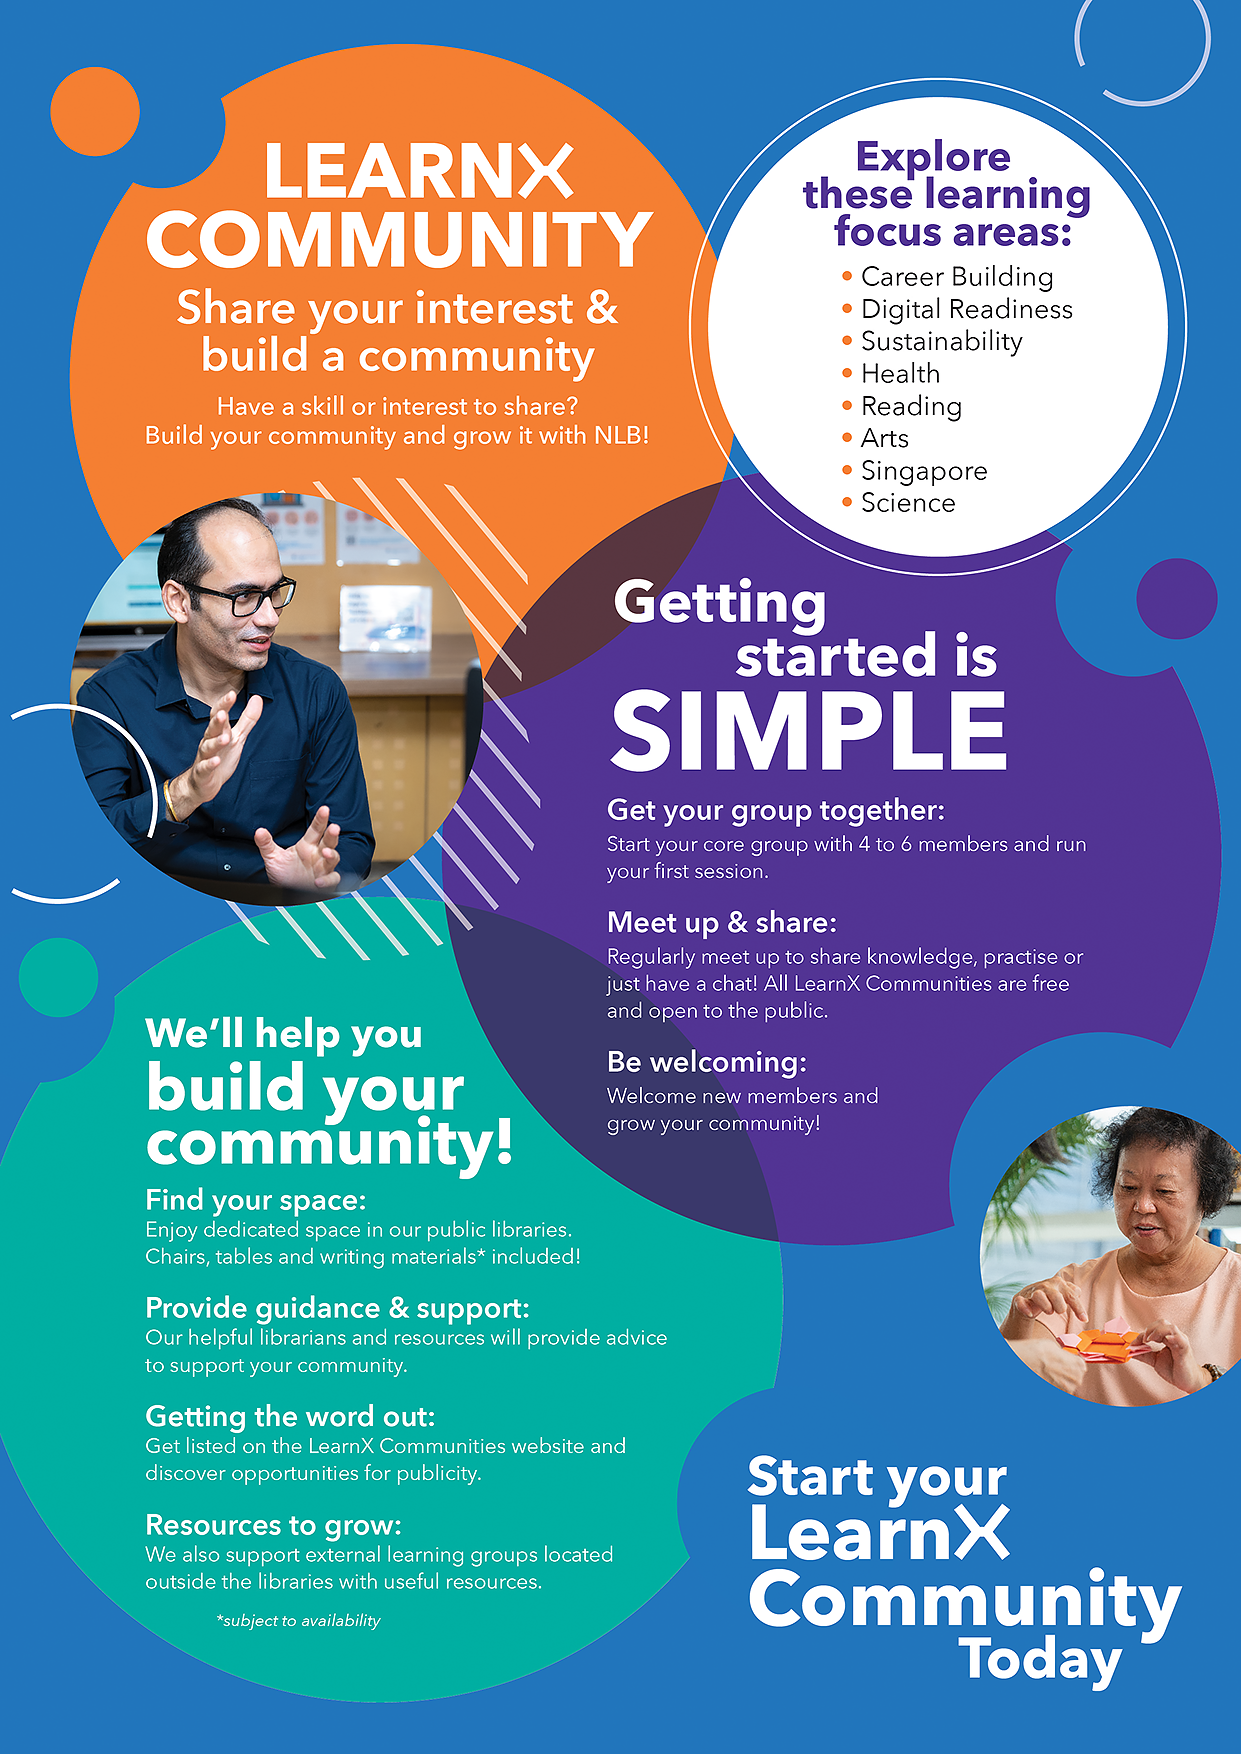 LEARNX
COMMUNITY
Share your interest &
build a community
Have a skill or interest to share?
Build your community and grow it with NLB!
Explore
these learning
focus areas:
• Career Building
• Digital Readiness
• Sustainability
• Health
• Reading
• Arts
• Singapore
• Science
Getting
started is
SIMPLE
Get your group together:
Start your core group with 4 to 6 members and run
your first session.
Meet up & share:
Regularly meet up to share knowledge, practise or
just have a chat! All LearnX Communities are free
and open to the public.
Be welcoming:
Welcome new members and
grow your community!
We’ll help you
build your
community!
Find your space:
Enjoy dedicated space in our public libraries.
Chairs, tables and writing materials* included!
Provide guidance & support:
Our helpful librarians and resources will provide advice
to support your community.
Getting the word out:
Get listed on the LearnX Communities website and
discover opportunities for publicity.
Resources to grow:
We also support external learning groups located
outside the libraries with useful resources.
*subject to availability
Start your
LearnX
Community
Today